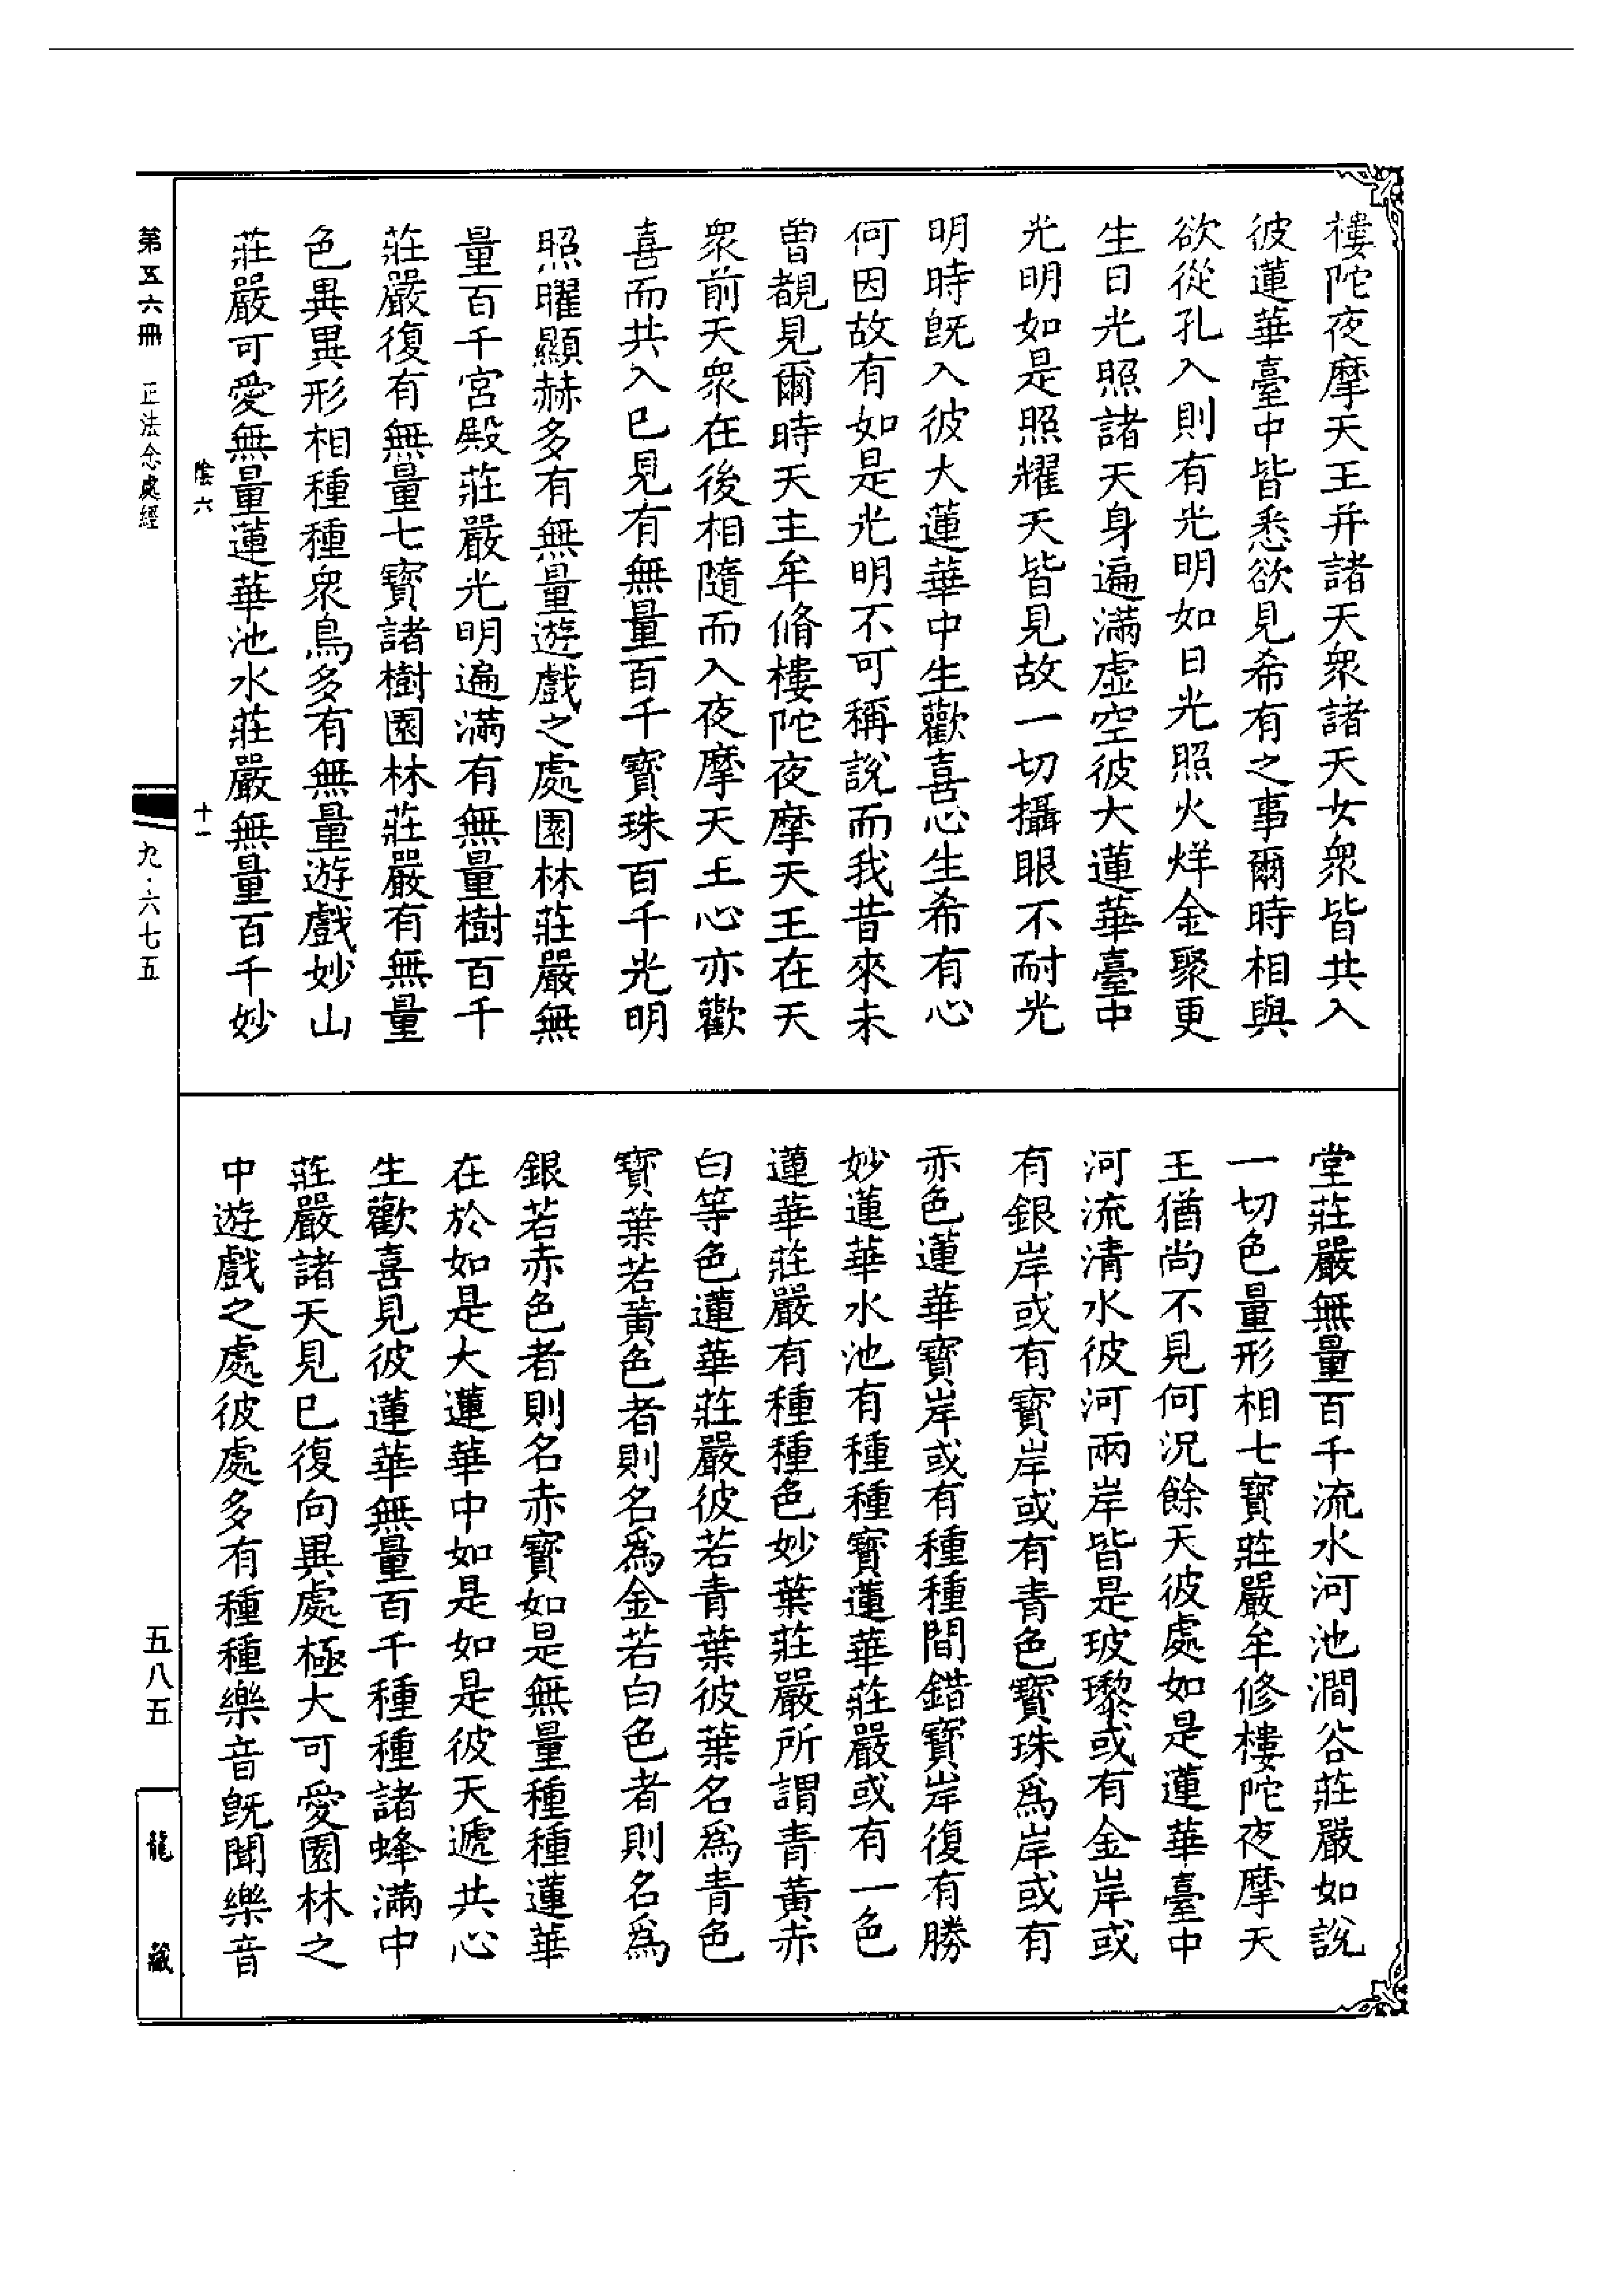 樓陀夜摩天王并諸天衆諸天女衆皆共入
彼蓮華臺中皆悉欲見希有之事爾時相與
欲從孔入則有光明如日光照火烊金聚更
生日光照諸天身遍滿虛空彼大蓮華臺中
光明如是照耀天皆見故一切攝眼不耐光
明時旣入彼大蓮華中生歡喜心生希有心
何因故有如是光明不可稱說而我昔來未
曾覩見爾時天主牟脩樓陀夜摩天王在天
衆前天衆在後相隨而入夜摩天王心亦歡
喜而共入已見有無量百千寶珠百千光明
照曜顯赫多有無量遊戲之處園林莊嚴無
量百千宮殿莊嚴光明遍滿有無量樹百千
莊嚴復有無量七寶諸樹園林莊嚴有無量
色異異形相種種衆鳥多有無量遊戲妙山
莊嚴可愛無量蓮華池水莊嚴無量百千妙
堂莊嚴無量百千流水河池澗谷莊嚴如說
一切色量形相七寶莊嚴牟修樓陀夜摩天
王猶尚不見何況餘天彼處如是蓮華臺中
河流清水彼河兩岸皆是玻瓈或有金岸或
有銀岸或有寶岸或有青色寶珠爲岸或有
赤色蓮華寶岸或有種種間錯寶岸復有勝
妙蓮華水池有種種寶蓮華莊嚴或有一色
蓮華莊嚴有種種色妙葉莊嚴所謂青黃赤
白等色蓮華莊嚴彼若青葉彼葉名爲青色
寶葉若黃色者則名爲金若白色者則名爲
銀若赤色者則名赤寶如是無量種種蓮華
在於如是大蓮華中如是如是彼天遞共心
生歡喜見彼蓮華無量百千種種諸蜂滿中
莊嚴諸天見已復向異處極大可愛園林之
中遊戲之處彼處多有種種樂音旣聞樂音
陰六 十一
第五六冊 正法念處經 九·六七五 五八五 龍藏